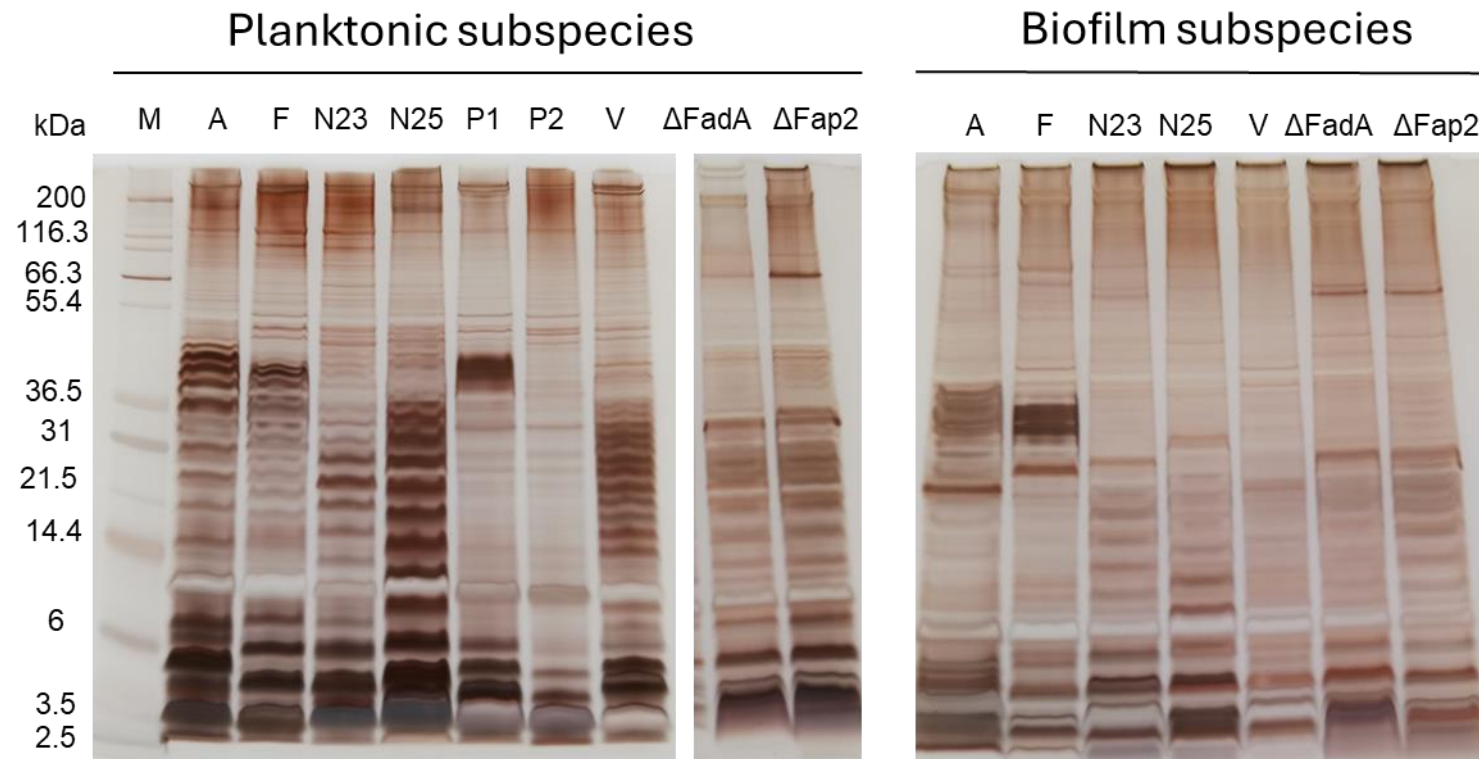 Planktonic subspecies
Biofilm subspecies
kDa M A F N23 N25 P1 P2 V ΔFadA ΔFap2
A F N23 N25 V ΔFadA ΔFap2
200
116.3
66.3
55.4
36.5
31
21.5
14.4
6
3.5
2.5